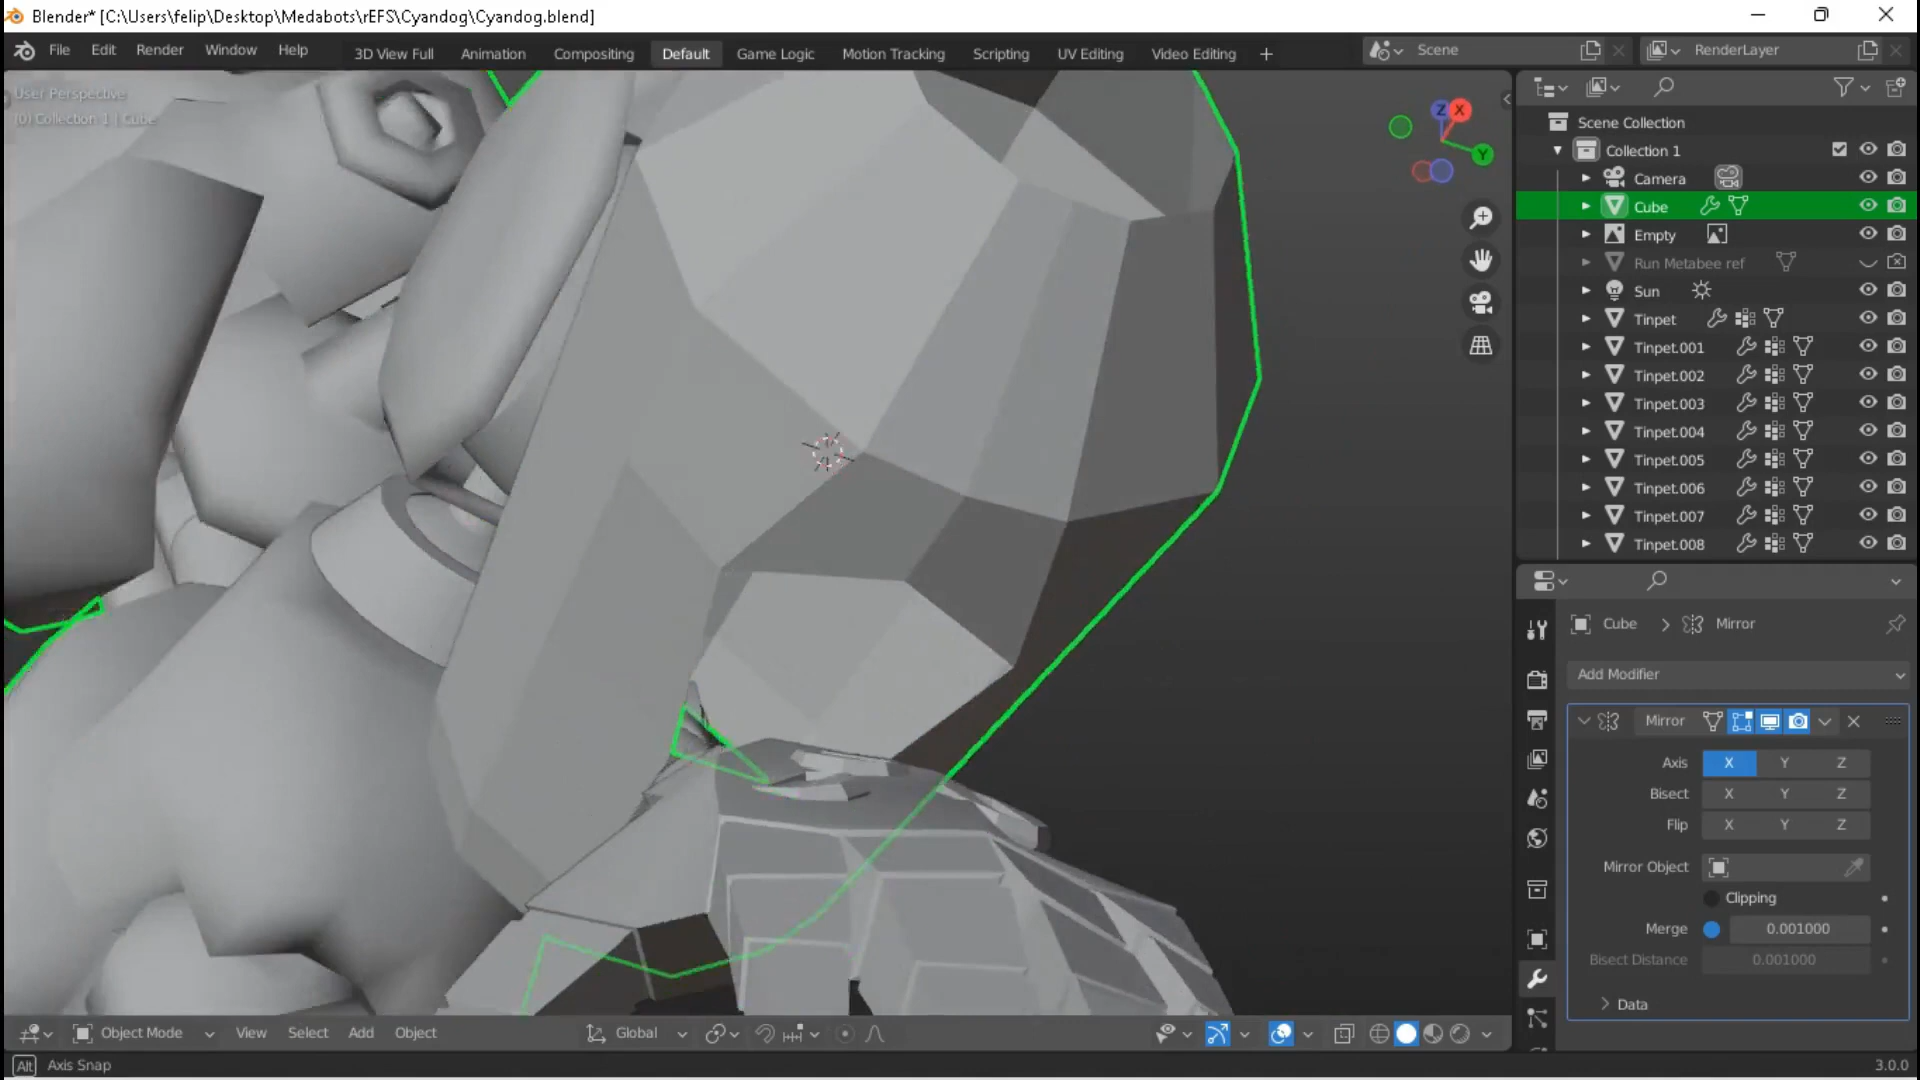 Blender* [C:\Users\felip\Desktop\Medabots\rEFS\Cyandog\Cyandog.blend]
File Edit Render Window Help 3D View Full Animation Compositing Default Game Logic Motion Tracking Scripting UV Editing Video Editing + Scene RenderLayer
User Perspective
(0) Collection 1 | Cube
Z X
Y
Scene Collection
Collection 1
Camera
Cube
Empty
Run Metabee ref
Sun
Tinpet
Tinpet.001
Tinpet.002
Tinpet.003
Tinpet.004
Tinpet.005
Tinpet.006
Tinpet.007
Tinpet.008
Cube > Mirror
Add Modifier
Mirror
Axis X Y Z
Bisect X Y Z
Flip X Y Z
Mirror Object
Clipping
Merge 0.001000
Bisect Distance 0.001000
Data
Object Mode View Select Add Object Global
Alt Axis Snap 3.0.0